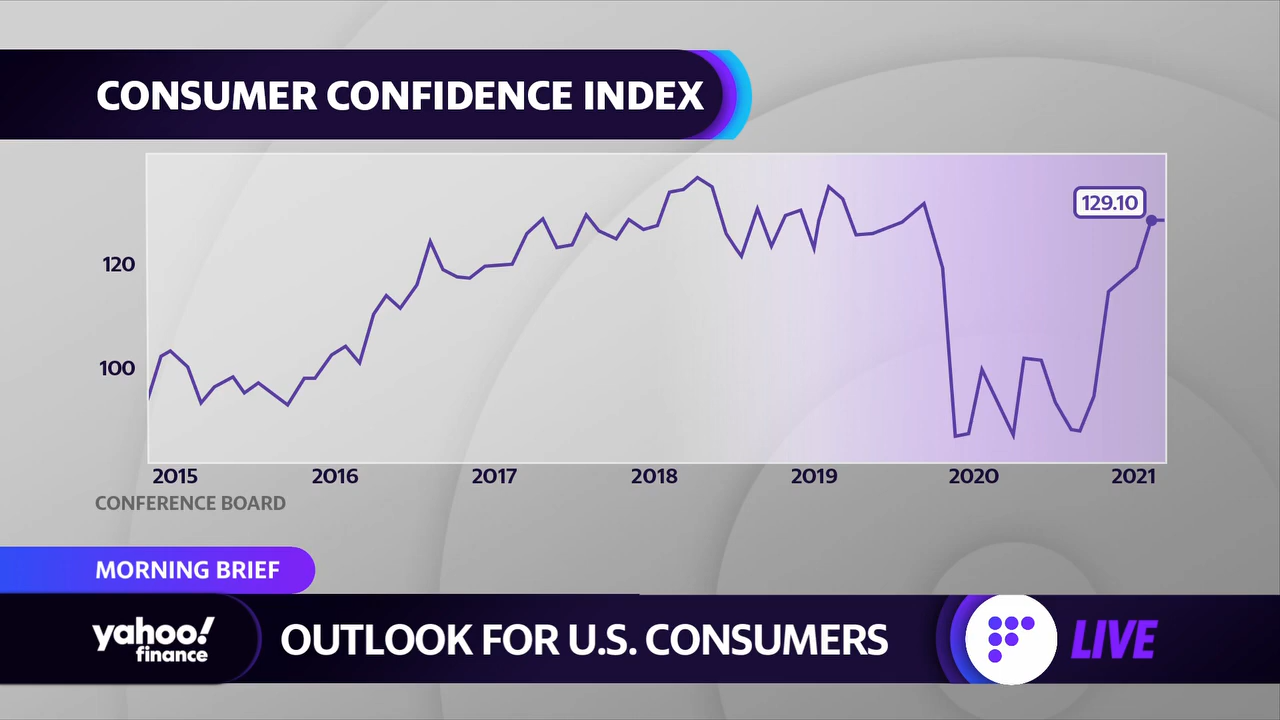 CONSUMER CONFIDENCE INDEX
129.10
120
100
2015 2016 2017 2018 2019 2020 2021
CONFERENCE BOARD
MORNING BRIEF
yahoo!
finance
OUTLOOK FOR U.S. CONSUMERS
LIVE